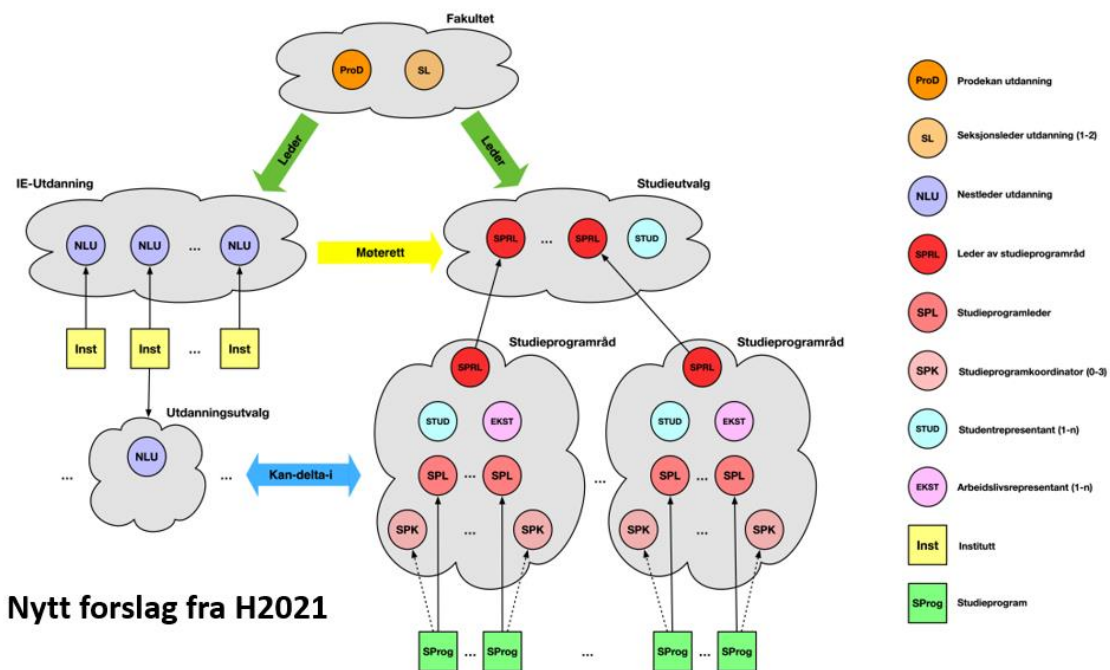 Fakultet
ProD SL
Leder Leder
IE-Utdanning
NLU NLU ... NLU
Møterett
Studieutvalg
SPRL ... SPRL STUD
Inst Inst ... Inst
Utdanningsutvalg
NLU
... ...
Kan-delta-i
Studieprogramråd
SPRL
STUD EKST
SPL ... SPL
SPK ... SPK
...
Studieprogramråd
SPRL
STUD EKST
SPL ... SPL
SPK ... SPK
SProg ... SProg ... SProg ... SProg
Nytt forslag fra H2021
ProD Prodekan utdanning
SL Seksjonsleder utdanning (1-2)
NLU Nestleder utdanning
SPRL Leder av studieprogramråd
SPL Studieprogramleder
SPK Studieprogramkoordinator (0-3)
STUD Studentrepresentant (1-n)
EKST Arbeidslivsrepresentant (1-n)
Inst Institutt
SProg Studieprogram